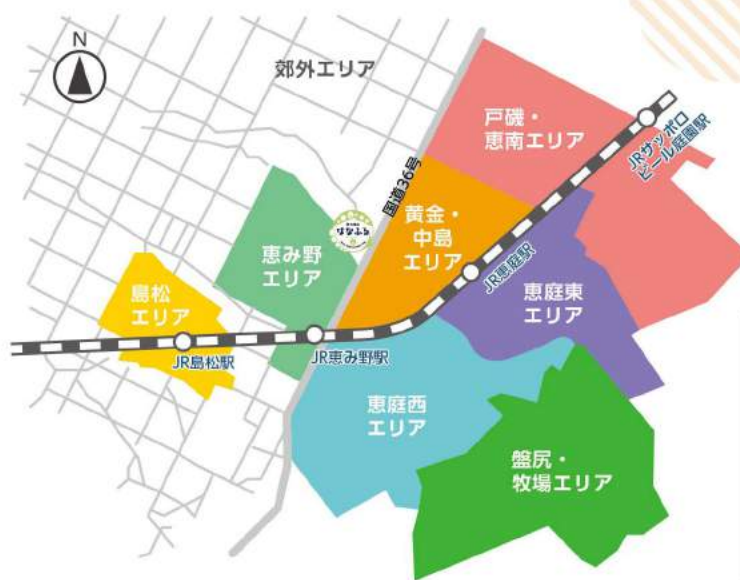 N
郊外エリア
戸磯・
恵南エリア
JRサッポロ
ビール庭園駅
国道36号
はなふる
黄金・
中島
エリア
恵み野
エリア
JR恵庭駅
恵庭東
エリア
島松
エリア
JR島松駅
JR恵み野駅
恵庭西
エリア
盤尻・
牧場エリア